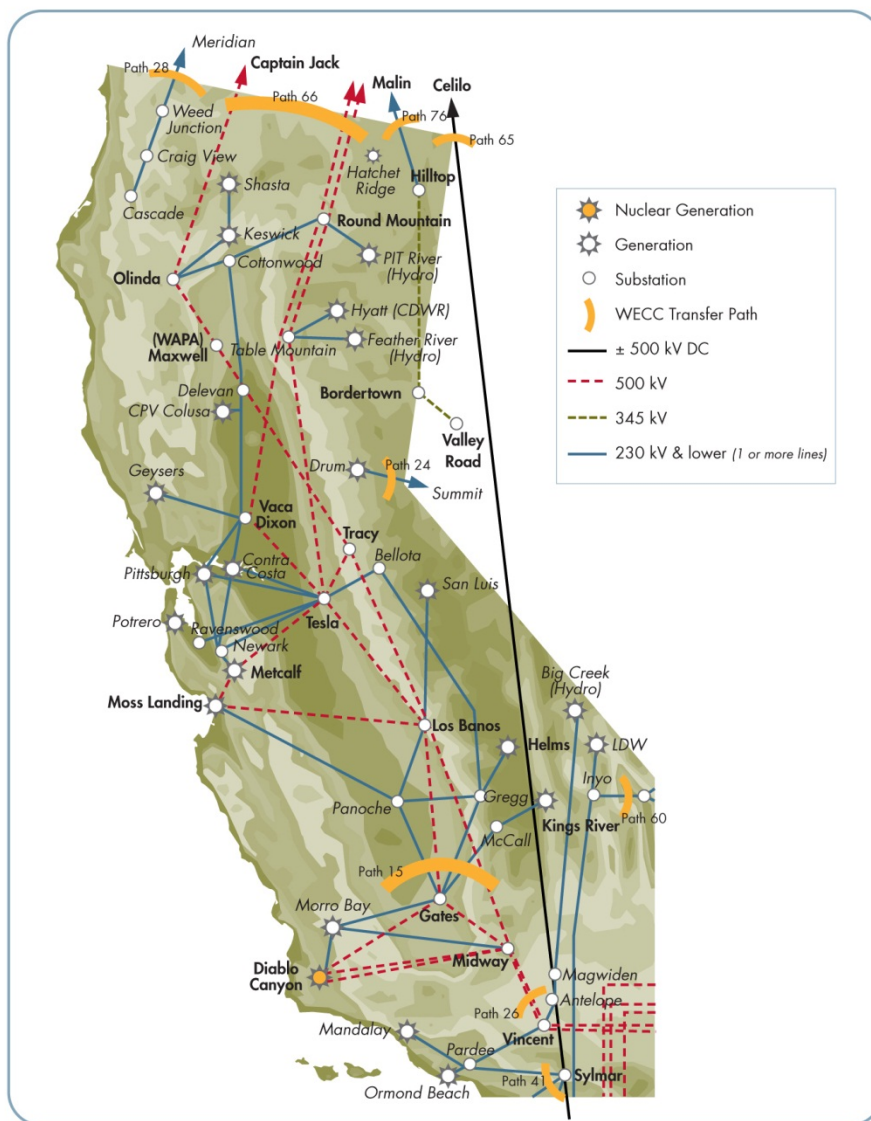 Meridian
Path 28
Captain Jack
Path 66
Malin
Celilo
Path 76
Path 65
Weed
Junction
Craig View
Cascade
Hatchet
Ridge
Hilltop
Shasta
Keswick
Round Mountain
Cottonwood
PIT River
(Hydro)
Olinda
Hyatt (CDWR)
(WAPA)
Maxwell
Table Mountain
Feather River
(Hydro)
Delevan
CPV Colusa
Bordertown
Valley
Road
Geysers
Drum
Path 24
Summit
Vaca
Dixon
Tracy
Bellota
Pittsburgh
Contra
Costa
San Luis
Tesla
Potrero
Ravenswood
Newark
Metcalf
Moss Landing
Big Creek
(Hydro)
Los Banos
Helms
LDW
Inyo
Panoche
Gregg
Kings River
Path 60
McCall
Path 15
Morro Bay
Gates
Diablo
Canyon
Midway
Magwiden
Antelope
Path 26
Vincent
Mandalay
Pardee
Ormond Beach
Path 41
Sylmar
Nuclear Generation
Generation
Substation
WECC Transfer Path
± 500 kV DC
500 kV
345 kV
230 kV & lower (1 or more lines)